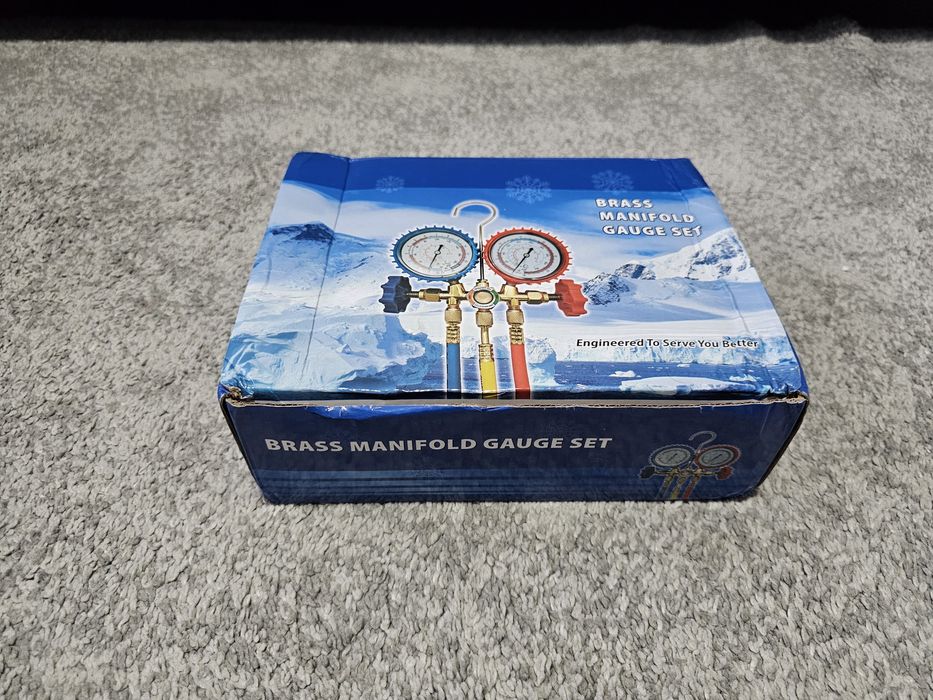 BRASS
MANIFOLD
GAUGE SET
Engineered To Serve You Better
BRASS MANIFOLD GAUGE SET